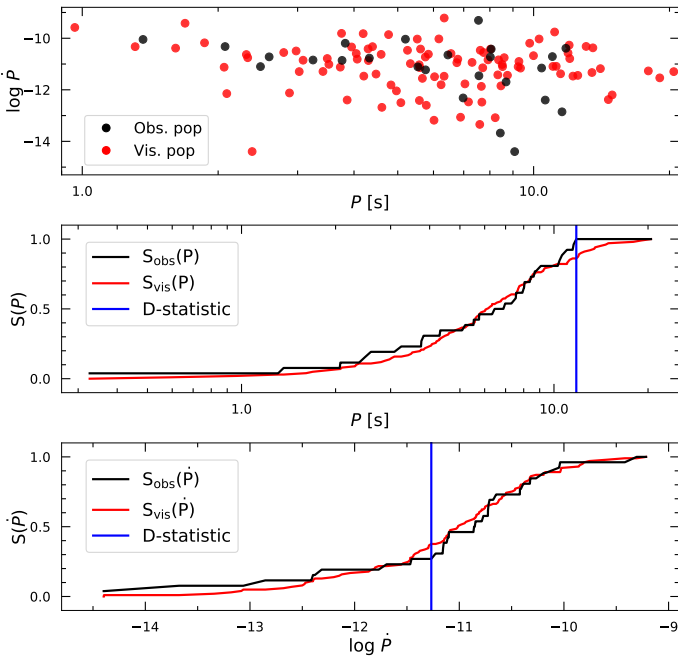 −10
−12
−14
log Ṗ
Obs. pop
Vis. pop
1.0
10.0
P [s]
1.0
0.5
0.0
S(P)
S_obs(P)
S_vis(P)
D-statistic
1.0
10.0
P [s]
1.0
0.5
0.0
S(Ṗ)
S_obs(Ṗ)
S_vis(Ṗ)
D-statistic
−14
−13
−12
−11
−10
−9
log Ṗ